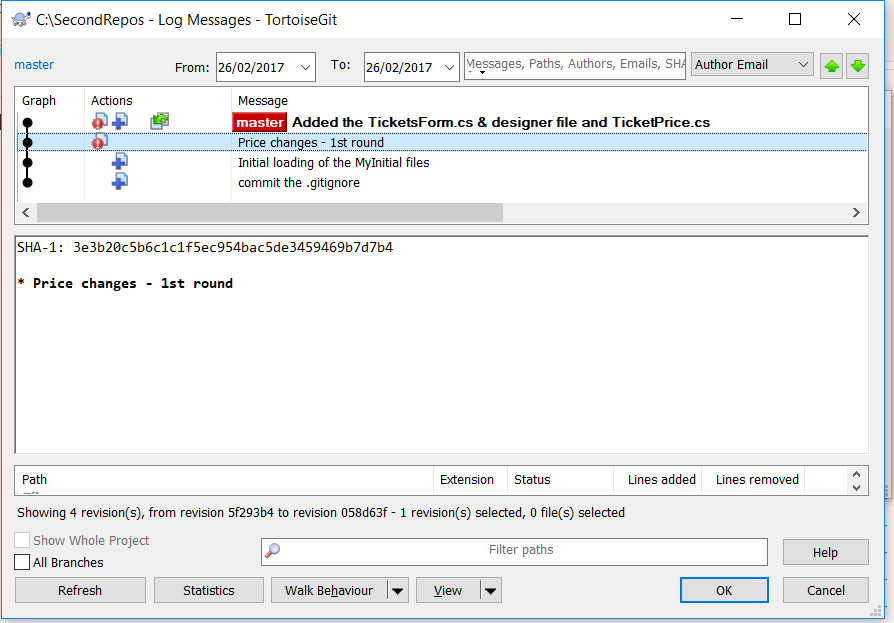 C:\SecondRepos - Log Messages - TortoiseGit
master From: 26/02/2017 To: 26/02/2017 Messages, Paths, Authors, Emails, SHA Author Email
Graph Actions Message
master Added the TicketsForm.cs & designer file and TicketPrice.cs
Price changes - 1st round
Initial loading of the MyInitial files
commit the .gitignore
SHA-1: 3e3b20c5b6c1c1f5ec954bac5de3459469b7d7b4
* Price changes - 1st round
Path Extension Status Lines added Lines removed
Showing 4 revision(s), from revision 5f293b4 to revision 058d63f - 1 revision(s) selected, 0 file(s) selected
Show Whole Project
Filter paths Help
All Branches
Refresh Statistics Walk Behaviour View OK Cancel